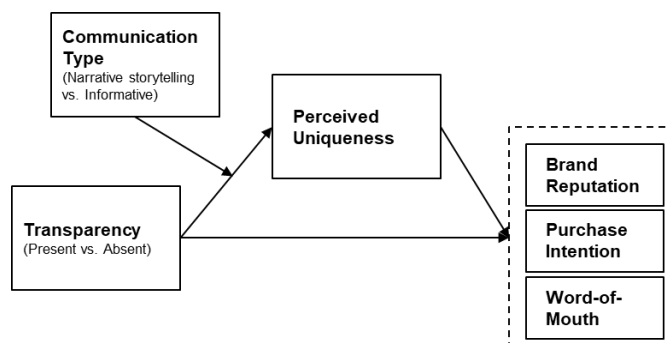 Communication
Type
(Narrative storytelling
vs. Informative)
Perceived
Uniqueness
Transparency
(Present vs. Absent)
Brand
Reputation
Purchase
Intention
Word-of-
Mouth